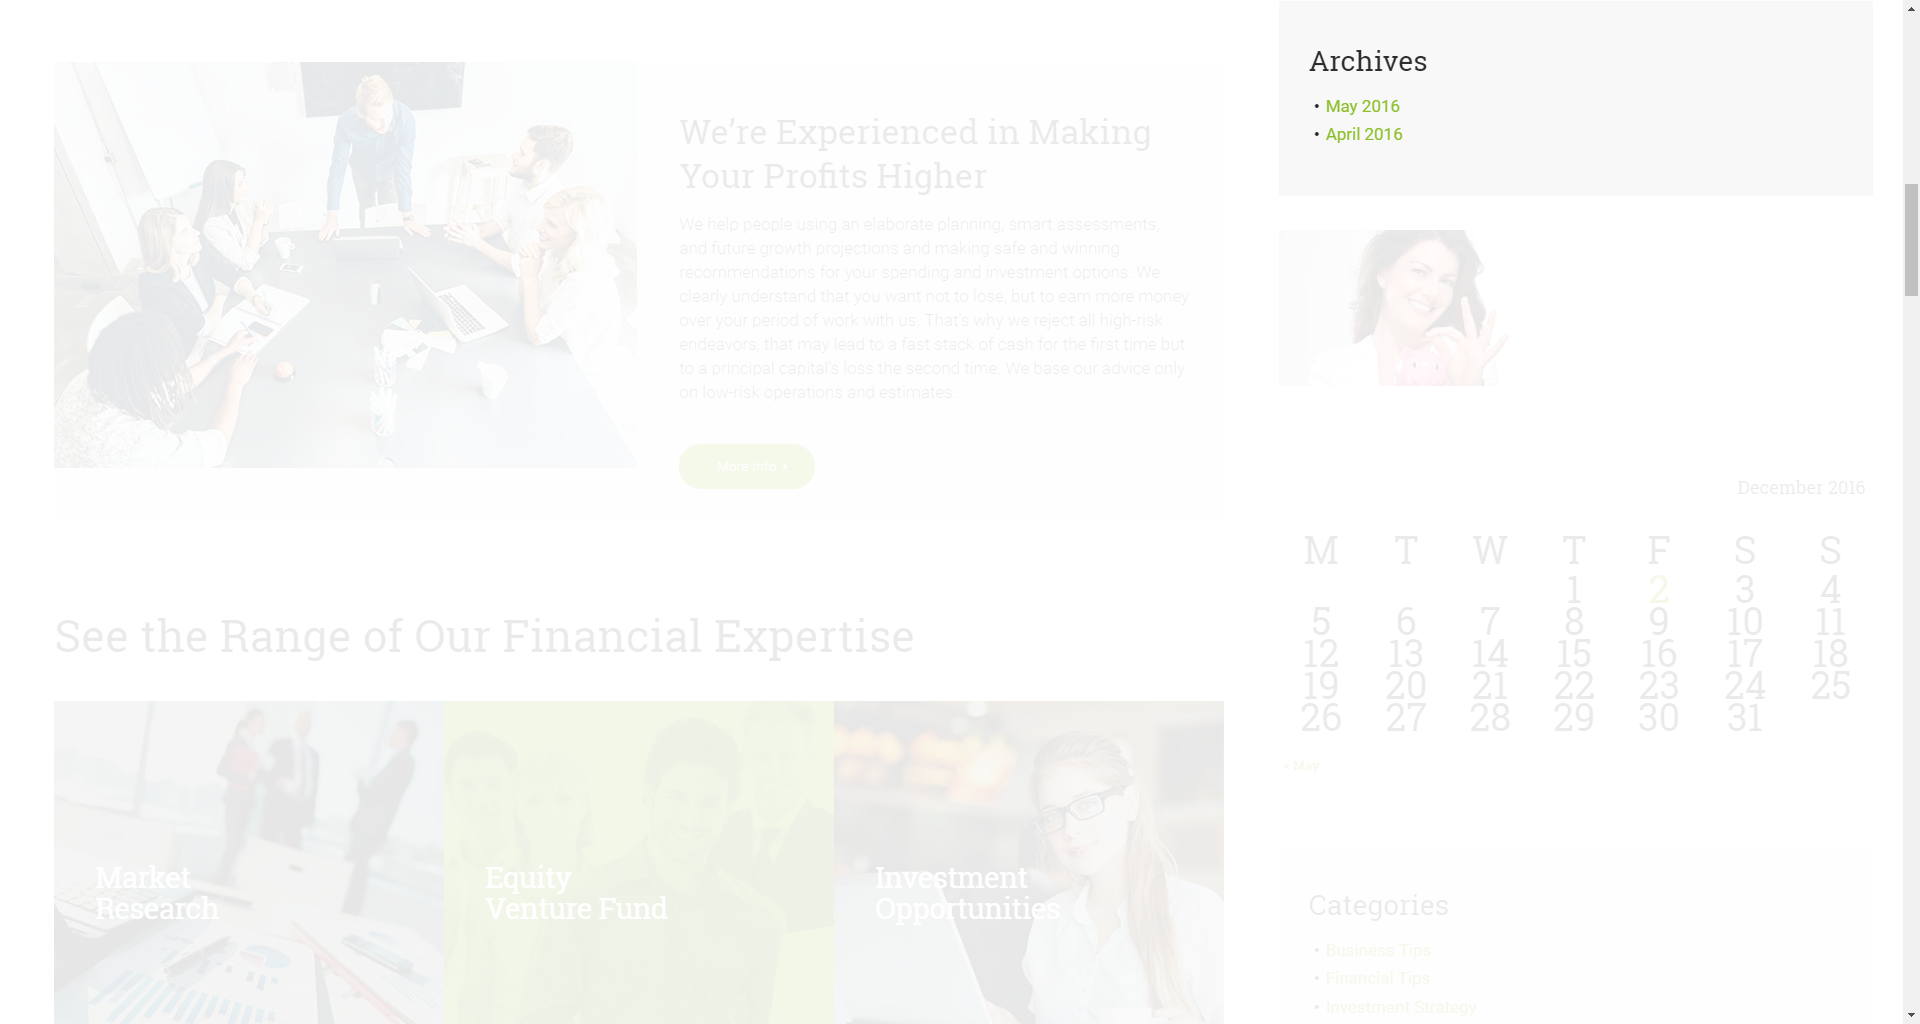 Archives
• May 2016
• April 2016
We’re Experienced in Making
Your Profits Higher
We help people using an elaborate planning, smart assessments,
and future growth projections and making safe and winning
recommendations for your spending and investment options. We
clearly understand that you want not to lose, but to earn more money
over your period of work with us. That’s why we reject all high-risk
endeavors, that may lead to a fast stack of cash for the first time but
to a principal capital’s loss the second time. We base our advice only
on low-risk operations and estimates.
More Info
See the Range of Our Financial Expertise
Market
Research
Equity
Venture Fund
Investment
Opportunities
December 2016
M T W T F S S
1 2 3 4
5 6 7 8 9 10 11
12 13 14 15 16 17 18
19 20 21 22 23 24 25
26 27 28 29 30 31
« May
Categories
• Business Tips
• Financial Tips
• Investment Strategy